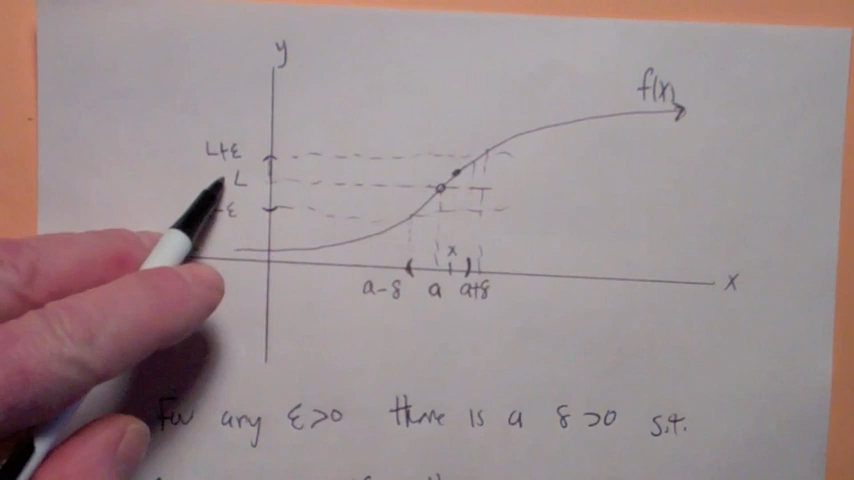 y
f(x)
L+ε
L
-ε
x
a-δ a a+δ
x
For any ε>0 there is a δ>0 s.t.